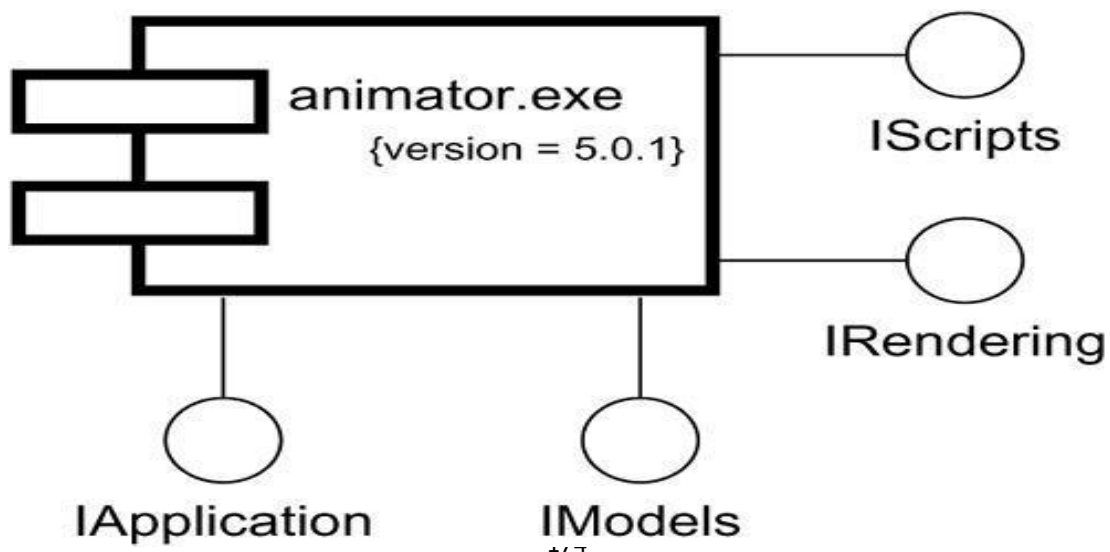 animator.exe
{version = 5.0.1}
IScripts
IRendering
IApplication
IModels